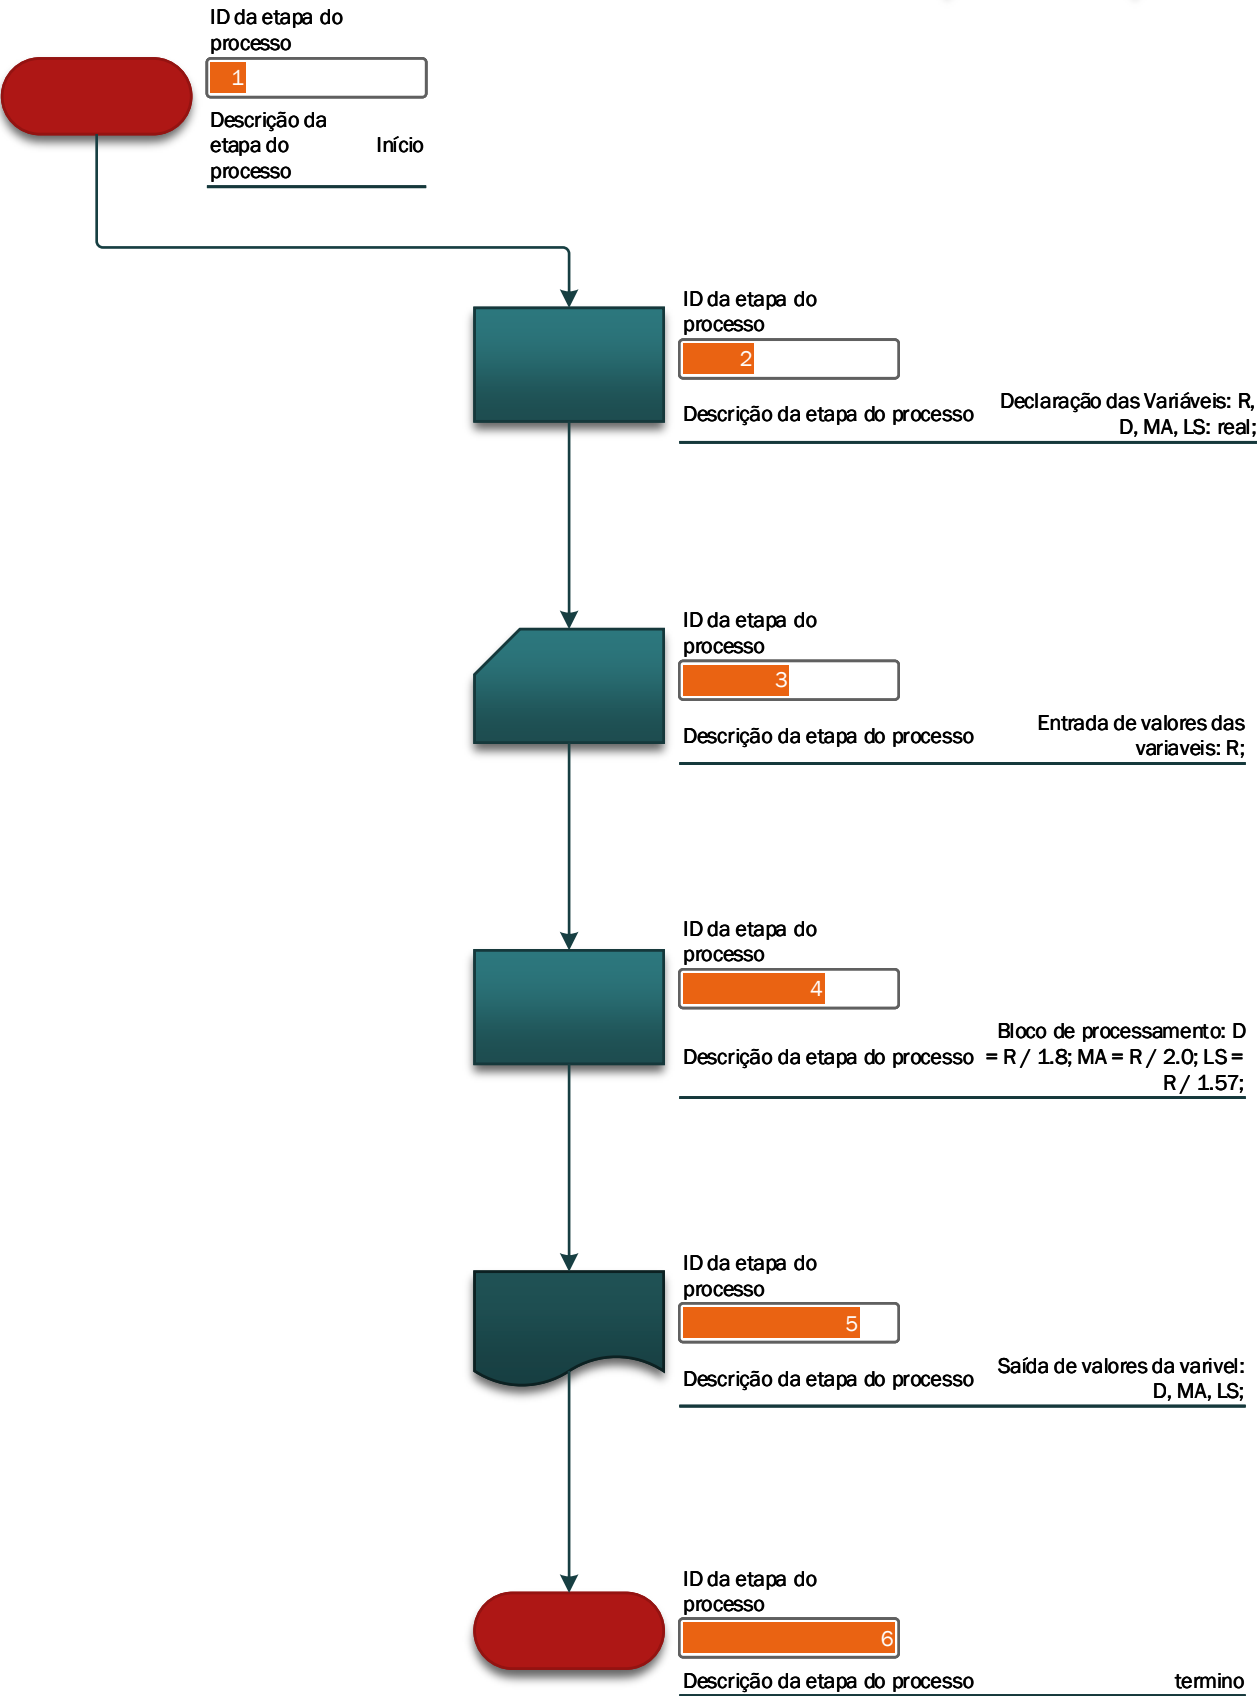 ID da etapa do
processo
1
Descrição da
etapa do
processo
Início
ID da etapa do
processo
2
Descrição da etapa do processo
Declaração das Variáveis: R,
D, MA, LS: real;
ID da etapa do
processo
3
Descrição da etapa do processo
Entrada de valores das
variaveis: R;
ID da etapa do
processo
4
Descrição da etapa do processo
Bloco de processamento: D
= R / 1.8; MA = R / 2.0; LS =
R / 1.57;
ID da etapa do
processo
5
Descrição da etapa do processo
Saída de valores da varivel:
D, MA, LS;
ID da etapa do
processo
6
Descrição da etapa do processo
termino